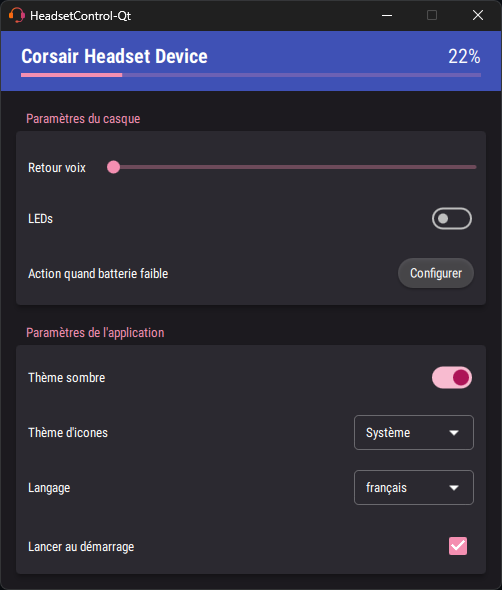 HeadsetControl-Qt
Corsair Headset Device 22%
Paramètres du casque
Retour voix
LEDs
Action quand batterie faible Configurer
Paramètres de l'application
Thème sombre
Thème d'icones Système
Langage français
Lancer au démarrage